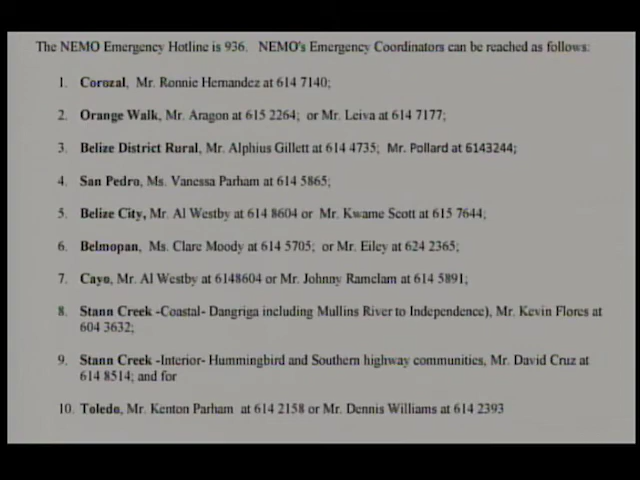 The NEMO Emergency Hotline is 936. NEMO's Emergency Coordinators can be reached as follows:
1. Corozal, Mr. Ronnie Hernandez at 614 7140;
2. Orange Walk, Mr. Aragon at 615 2264; or Mr. Leiva at 614 7177;
3. Belize District Rural, Mr. Alphius Gillett at 614 4735; Mr. Pollard at 6143244;
4. San Pedro, Ms. Vanessa Parham at 614 5865;
5. Belize City, Mr. Al Westby at 614 8604 or Mr. Kwame Scott at 615 7644;
6. Belmopan, Ms. Clare Moody at 614 5705; or Mr. Eiley at 624 2365;
7. Cayo, Mr. Al Westby at 6148604 or Mr. Johnny Ramclam at 614 5891;
8. Stann Creek -Coastal- Dangriga including Mullins River to Independence), Mr. Kevin Flores at
604 3632;
9. Stann Creek -Interior- Hummingbird and Southern highway communities, Mr. David Cruz at
614 8514; and for
10. Toledo, Mr. Kenton Parham at 614 2158 or Mr. Dennis Williams at 614 2393